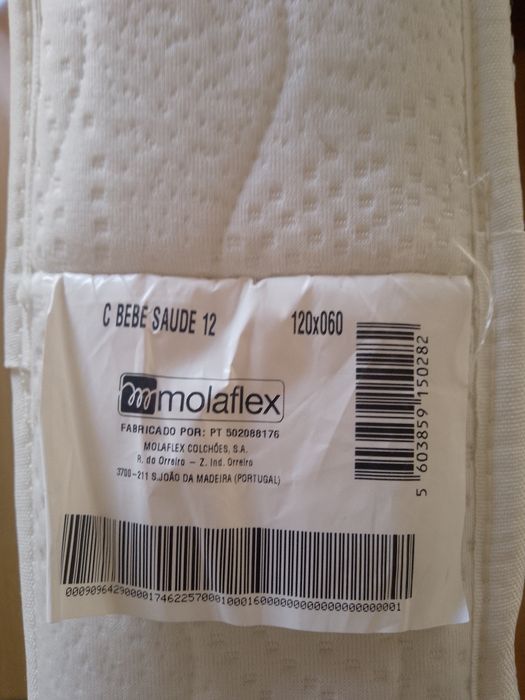 C BEBE SAUDE 12 120x060
molaflex
FABRICADO POR: PT 502088176
MOLAFLEX COLCHÕES, S.A.
R. do Orreiro - Z. Ind. Orreiro
3700-211 S.JOÃO DA MADEIRA (PORTUGAL)
5 603859 150282